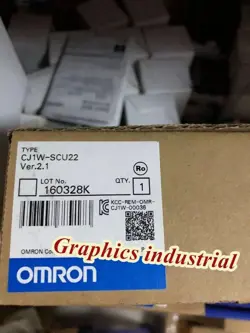 TYPE
CJ1W-SCU22
Ver.2.1
Ro
LOT No.
QTY.
160328K
1
KCC-REM-OMR-
CJ1W-00036
Graphics industrial
OMRON Co
OMRON